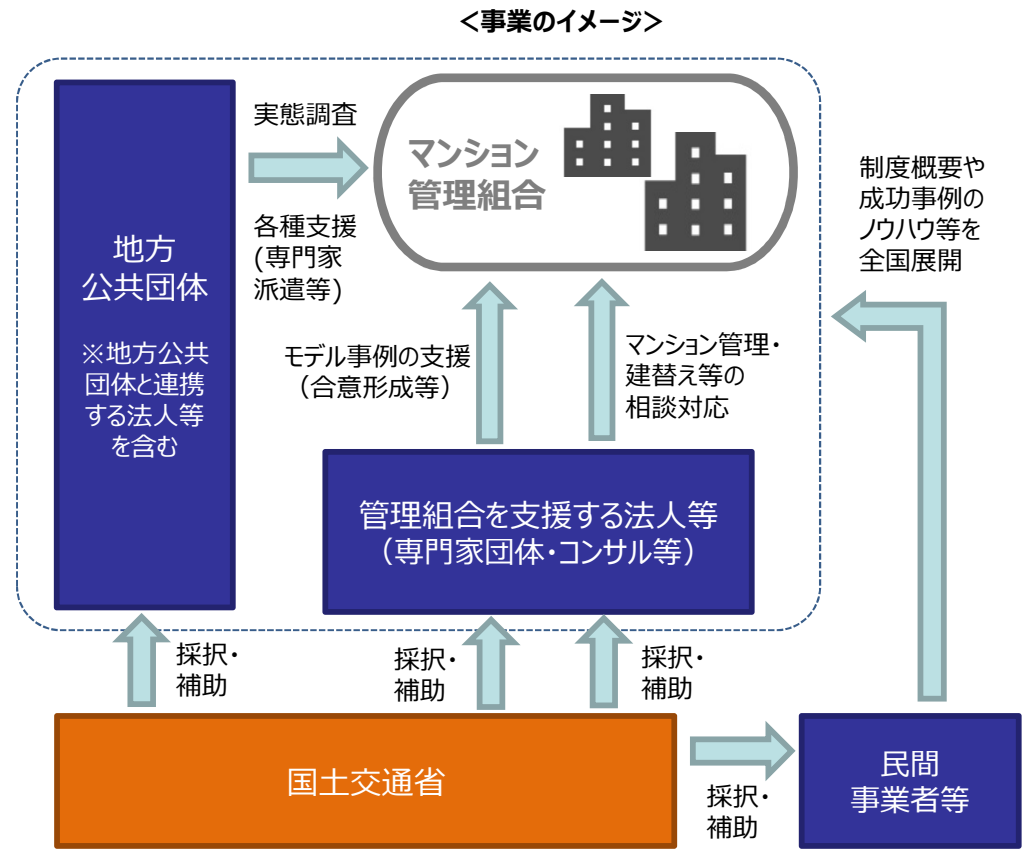 ＜事業のイメージ＞
地方
公共団体
※地方公共
団体と連携
する法人等
を含む
実態調査
各種支援
(専門家
派遣等)
マンション
管理組合
制度概要や
成功事例の
ノウハウ等を
全国展開
モデル事例の支援
（合意形成等）
マンション管理・
建替え等の
相談対応
管理組合を支援する法人等
（専門家団体・コンサル等）
採択・
補助
採択・
補助
採択・
補助
国土交通省
採択・
補助
民間
事業者等